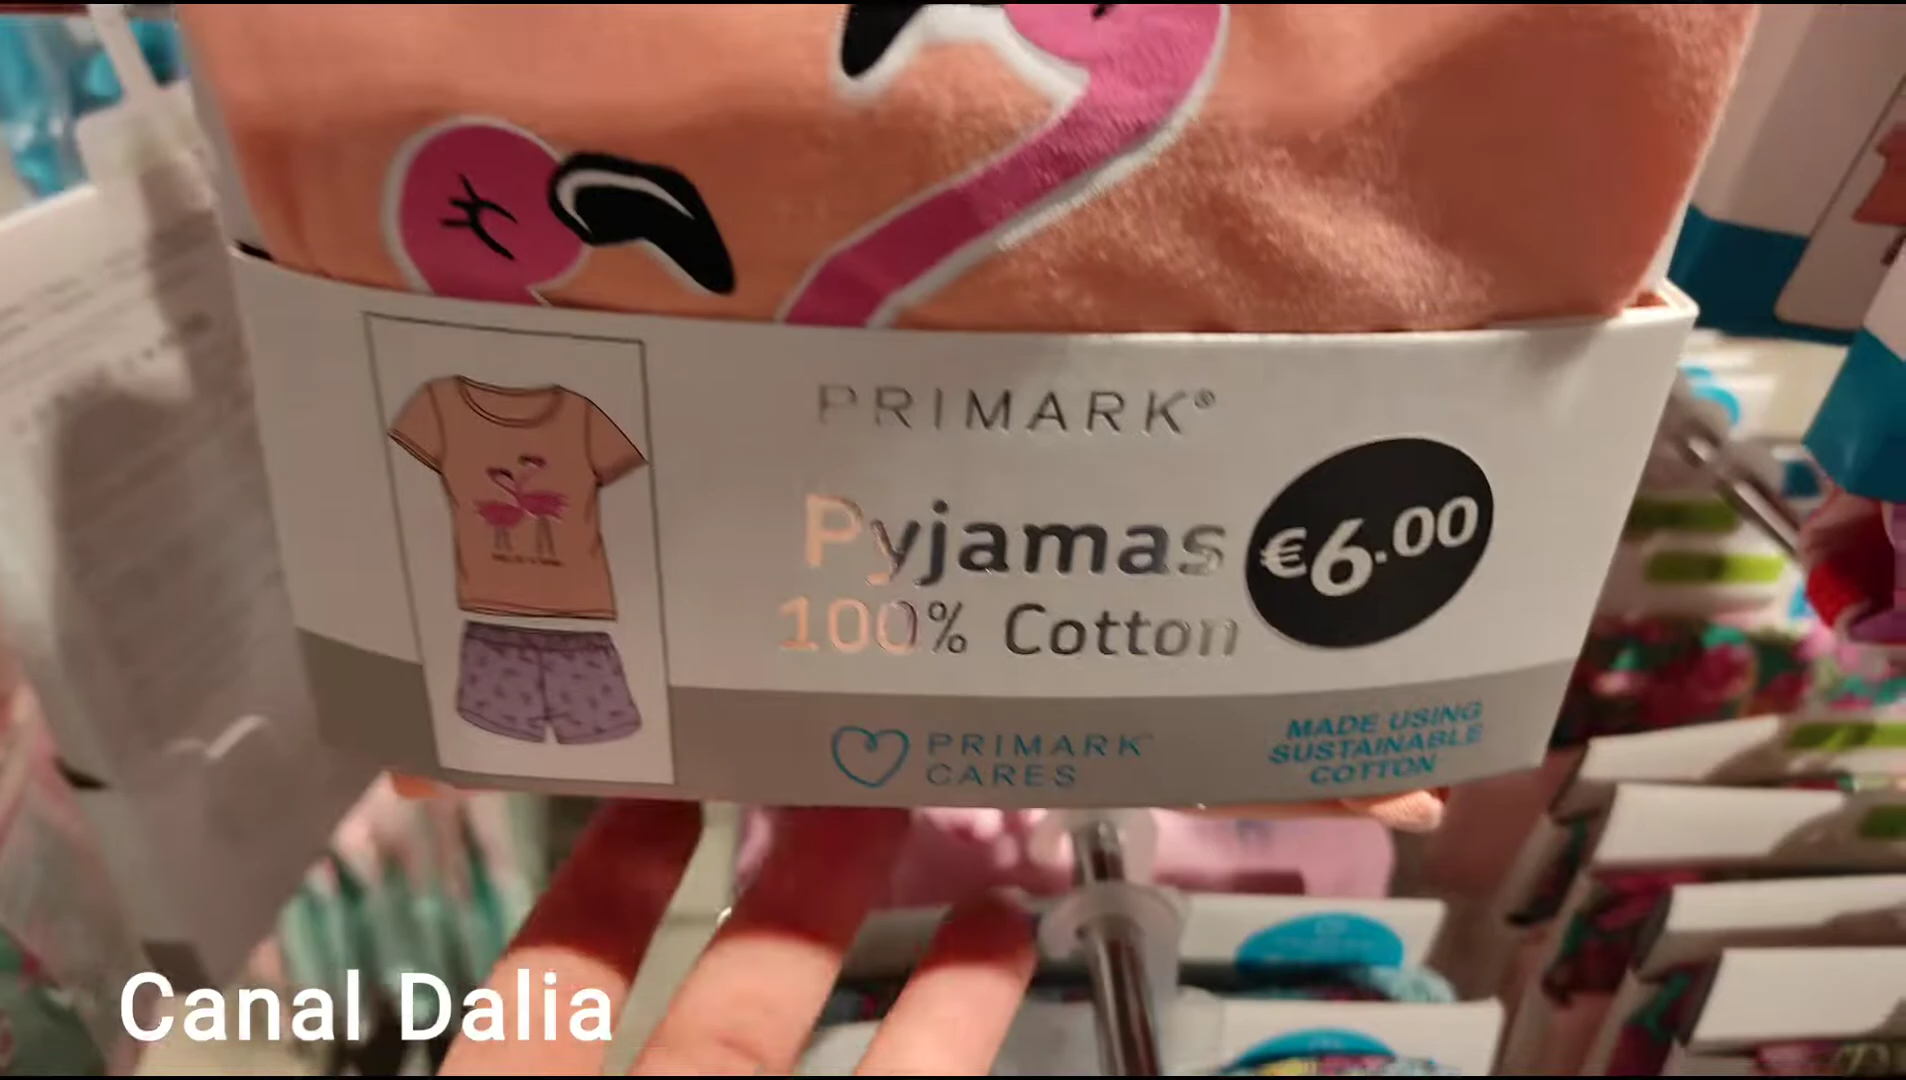 PRIMARK®
Pyjamas
100% Cotton
€6.00
PRIMARK
CARES
MADE USING
SUSTAINABLE
COTTON
Canal Dalia